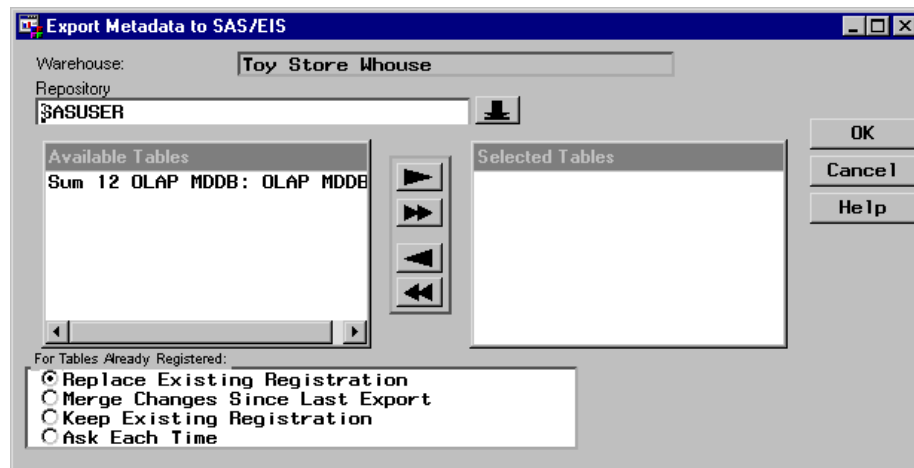 Export Metadata to SAS/EIS
Warehouse: Toy Store Whouse
Repository
SASUSER
OK
Available Tables
Selected Tables
Sum 12 OLAP MDDB: OLAP MDDB
Cancel
Help
For Tables Already Registered:
Replace Existing Registration
Merge Changes Since Last Export
Keep Existing Registration
Ask Each Time